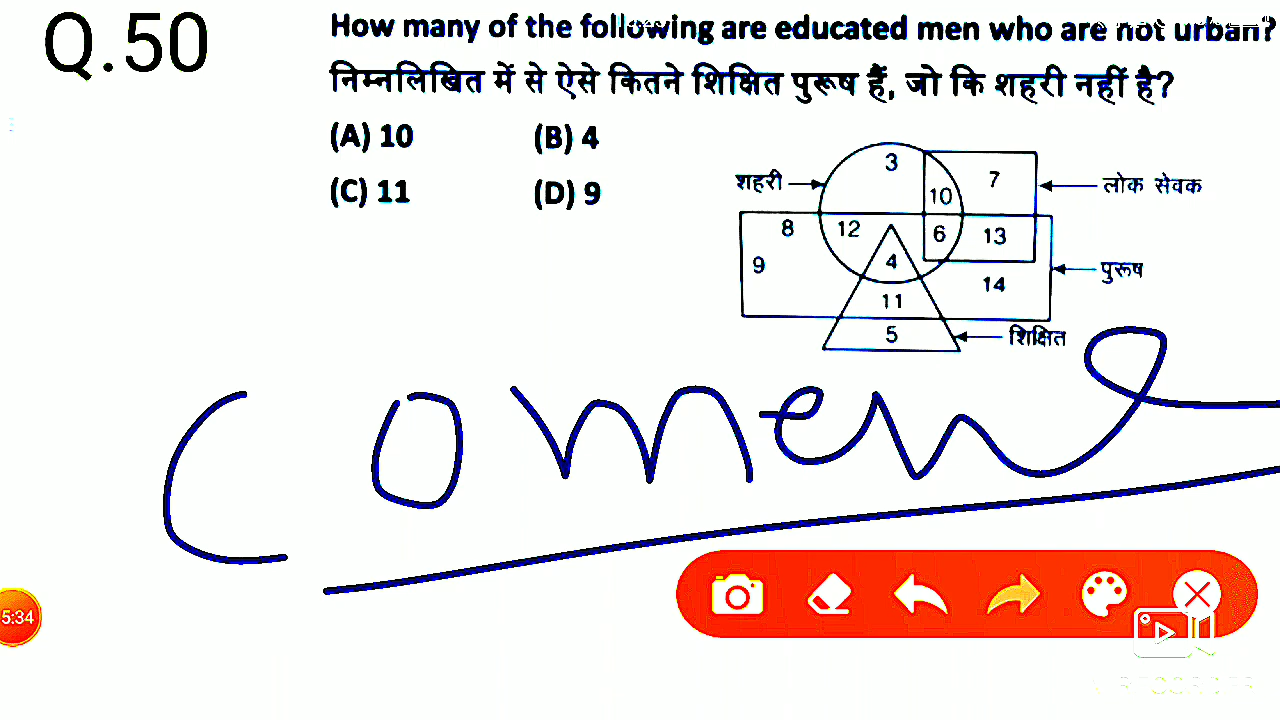 Q.50
How many of the following are educated men who are not urban?
निम्नलिखित में से ऐसे कितने शिक्षित पुरूष हैं, जो कि शहरी नहीं है?
(A) 10 (B) 4
(C) 11 (D) 9
3
शहरी
7
लोक सेवक
10
8
12
6
13
9
4
पुरूष
14
11
5
शिक्षित
comene
5:34